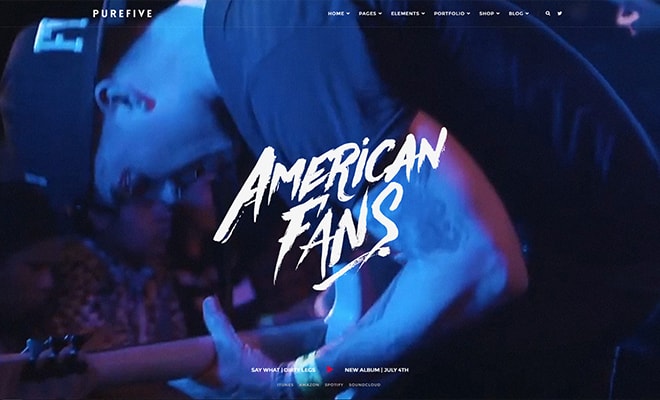 PUREFIVE HOME PAGES ELEMENTS PORTFOLIO SHOP BLOG
AMERICAN
FANS
SAY WHAT | DIRTY LEGS NEW ALBUM | JULY 4TH
ITUNES AMAZON SPOTIFY SOUNDCLOUD